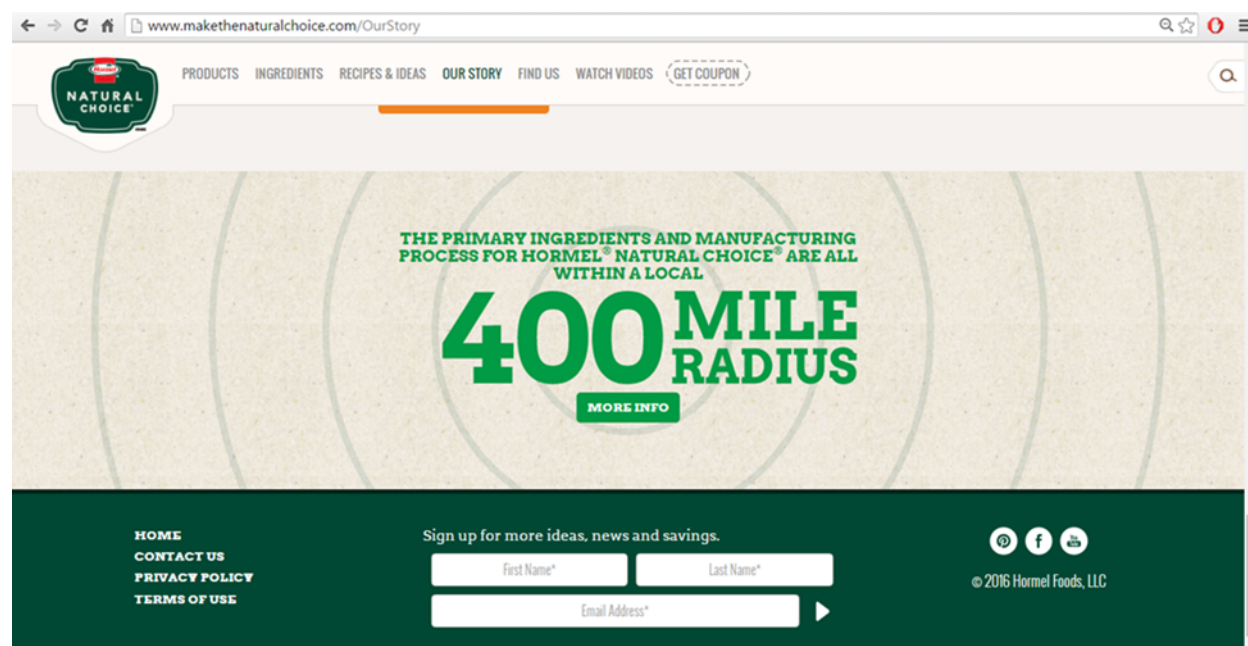 www.makethenaturalchoice.com/OurStory
Hormel
NATURAL
CHOICE®
PRODUCTS INGREDIENTS RECIPES & IDEAS OUR STORY FIND US WATCH VIDEOS GET COUPON
THE PRIMARY INGREDIENTS AND MANUFACTURING
PROCESS FOR HORMEL® NATURAL CHOICE® ARE ALL
WITHIN A LOCAL
400 MILE
RADIUS
MORE INFO
HOME
CONTACT US
PRIVACY POLICY
TERMS OF USE
Sign up for more ideas, news and savings.
First Name* Last Name*
Email Address*
You Tube
© 2016 Hormel Foods, LLC